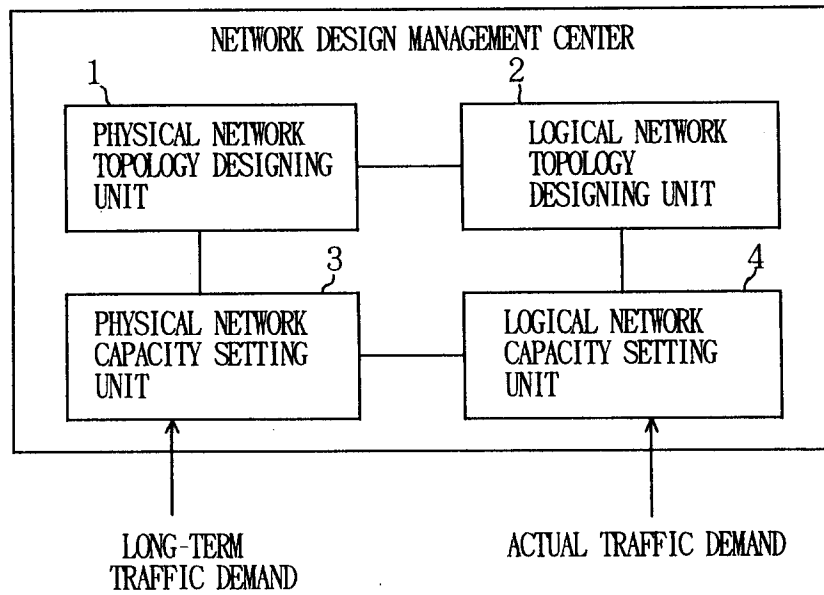 NETWORK DESIGN MANAGEMENT CENTER
1
PHYSICAL NETWORK
TOPOLOGY DESIGNING
UNIT
2
LOGICAL NETWORK
TOPOLOGY
DESIGNING UNIT
3
PHYSICAL NETWORK
CAPACITY SETTING
UNIT
4
LOGICAL NETWORK
CAPACITY SETTING
UNIT
LONG-TERM
TRAFFIC DEMAND
ACTUAL TRAFFIC DEMAND